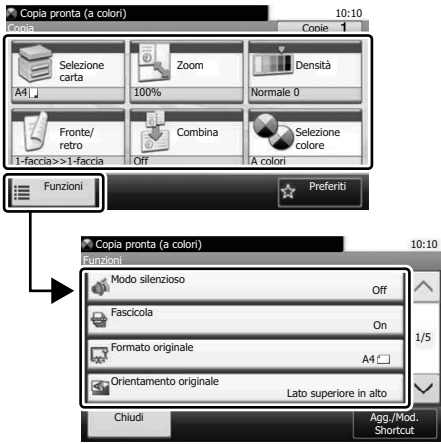 Copia pronta (a colori) 10:10
Copia Copie 1
Selezione carta
A4
Zoom
100%
Densità
Normale 0
Fronte/
retro
1-faccia>>1-faccia
Combina
Off
Selezione
colore
A colori
Funzioni
Preferiti
Copia pronta (a colori) 10:10
Funzioni
Modo silenzioso
Off
Fascicola
On
Formato originale
A4
1/5
Orientamento originale
Lato superiore in alto
Chiudi
Agg./Mod.
Shortcut